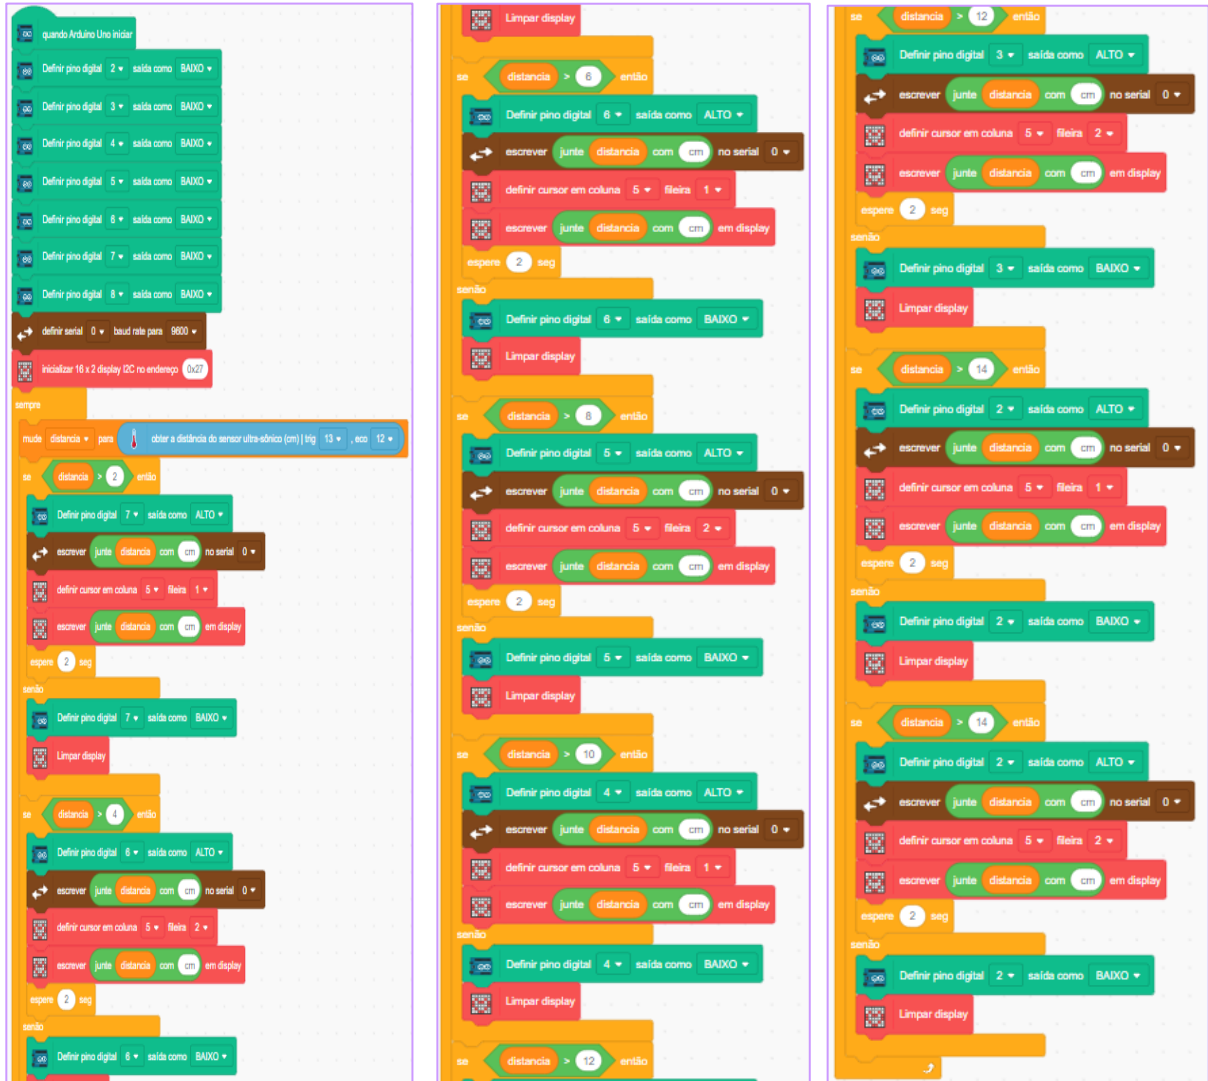 quando Arduino Uno iniciar
Definir pino digital 2 saída como BAIXO
Definir pino digital 3 saída como BAIXO
Definir pino digital 4 saída como BAIXO
Definir pino digital 5 saída como BAIXO
Definir pino digital 6 saída como BAIXO
Definir pino digital 7 saída como BAIXO
Definir pino digital 8 saída como BAIXO
definir serial 0 baud rate para 9600
inicializar 16 x 2 display I2C no endereço 0x27
sempre
mude distancia para obter a distância do sensor ultra-sônico (cm) | trig 13 , eco 12
se distancia > 2 então
Definir pino digital 7 saída como ALTO
escrever junte distancia com cm no serial 0
definir cursor em coluna 5 fileira 1
escrever junte distancia com cm em display
espere 2 seg
senão
Definir pino digital 7 saída como BAIXO
Limpar display
se distancia > 4 então
Definir pino digital 6 saída como ALTO
escrever junte distancia com cm no serial 0
definir cursor em coluna 5 fileira 2
escrever junte distancia com cm em display
espere 2 seg
senão
Definir pino digital 6 saída como BAIXO
Limpar display
se distancia > 6 então
Definir pino digital 6 saída como ALTO
escrever junte distancia com cm no serial 0
definir cursor em coluna 5 fileira 1
escrever junte distancia com cm em display
espere 2 seg
senão
Definir pino digital 6 saída como BAIXO
Limpar display
se distancia > 8 então
Definir pino digital 5 saída como ALTO
escrever junte distancia com cm no serial 0
definir cursor em coluna 5 fileira 2
escrever junte distancia com cm em display
espere 2 seg
senão
Definir pino digital 5 saída como BAIXO
Limpar display
se distancia > 10 então
Definir pino digital 4 saída como ALTO
escrever junte distancia com cm no serial 0
definir cursor em coluna 5 fileira 1
escrever junte distancia com cm em display
senão
Definir pino digital 4 saída como BAIXO
Limpar display
se distancia > 12 então
se distancia > 12 então
Definir pino digital 3 saída como ALTO
escrever junte distancia com cm no serial 0
definir cursor em coluna 5 fileira 2
escrever junte distancia com cm em display
espere 2 seg
senão
Definir pino digital 3 saída como BAIXO
Limpar display
se distancia > 14 então
Definir pino digital 2 saída como ALTO
escrever junte distancia com cm no serial 0
definir cursor em coluna 5 fileira 1
escrever junte distancia com cm em display
espere 2 seg
senão
Definir pino digital 2 saída como BAIXO
Limpar display
se distancia > 14 então
Definir pino digital 2 saída como ALTO
escrever junte distancia com cm no serial 0
definir cursor em coluna 5 fileira 2
escrever junte distancia com cm em display
espere 2 seg
senão
Definir pino digital 2 saída como BAIXO
Limpar display